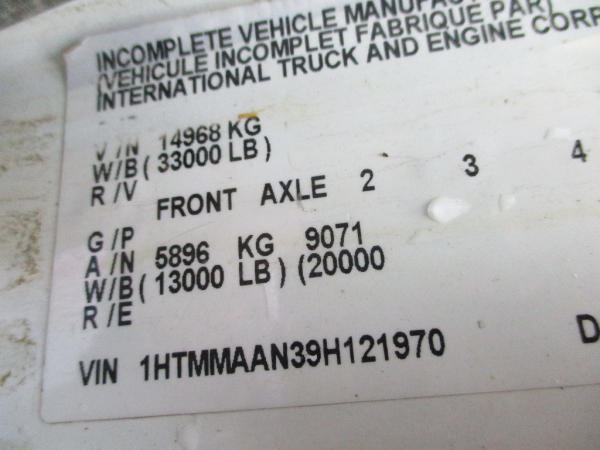 INCOMPLETE VEHICLE MANUFACT
(VEHICULE INCOMPLET FABRIQUE PAR)
INTERNATIONAL TRUCK AND ENGINE CORP
V/N 14968 KG
W/B (33000 LB)
R/V
FRONT AXLE 2 3 4
G/P
A/N 5896 KG 9071
W/B (13000 LB) (20000
R/E
VIN 1HTMMAAN39H121970 D